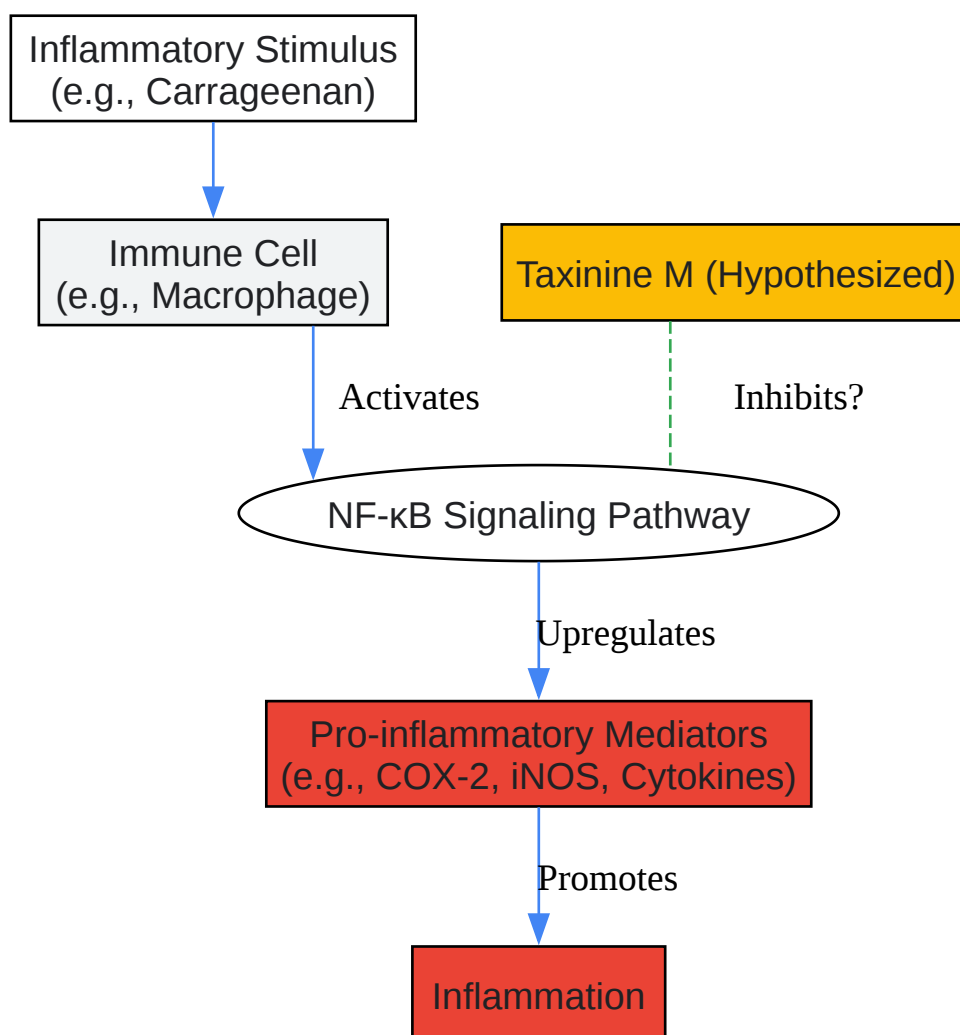 Inflammatory Stimulus
(e.g., Carrageenan)
Immune Cell
(e.g., Macrophage)
Taxinine M (Hypothesized)
Activates
Inhibits?
NF-κB Signaling Pathway
Upregulates
Pro-inflammatory Mediators
(e.g., COX-2, iNOS, Cytokines)
Promotes
Inflammation